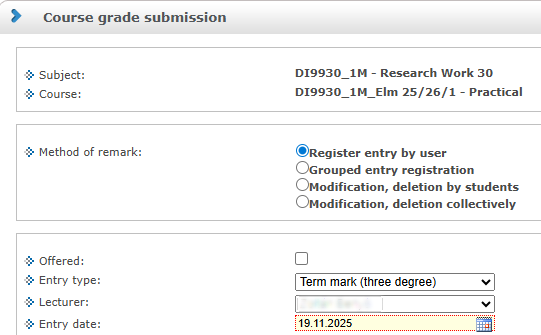 Course grade submission
Subject: DI9930_1M - Research Work 30
Course: DI9930_1M_Elm 25/26/1 - Practical
Method of remark: Register entry by user
Grouped entry registration
Modification, deletion by students
Modification, deletion collectively
Offered:
Entry type: Term mark (three degree)
Lecturer:
Entry date: 19.11.2025